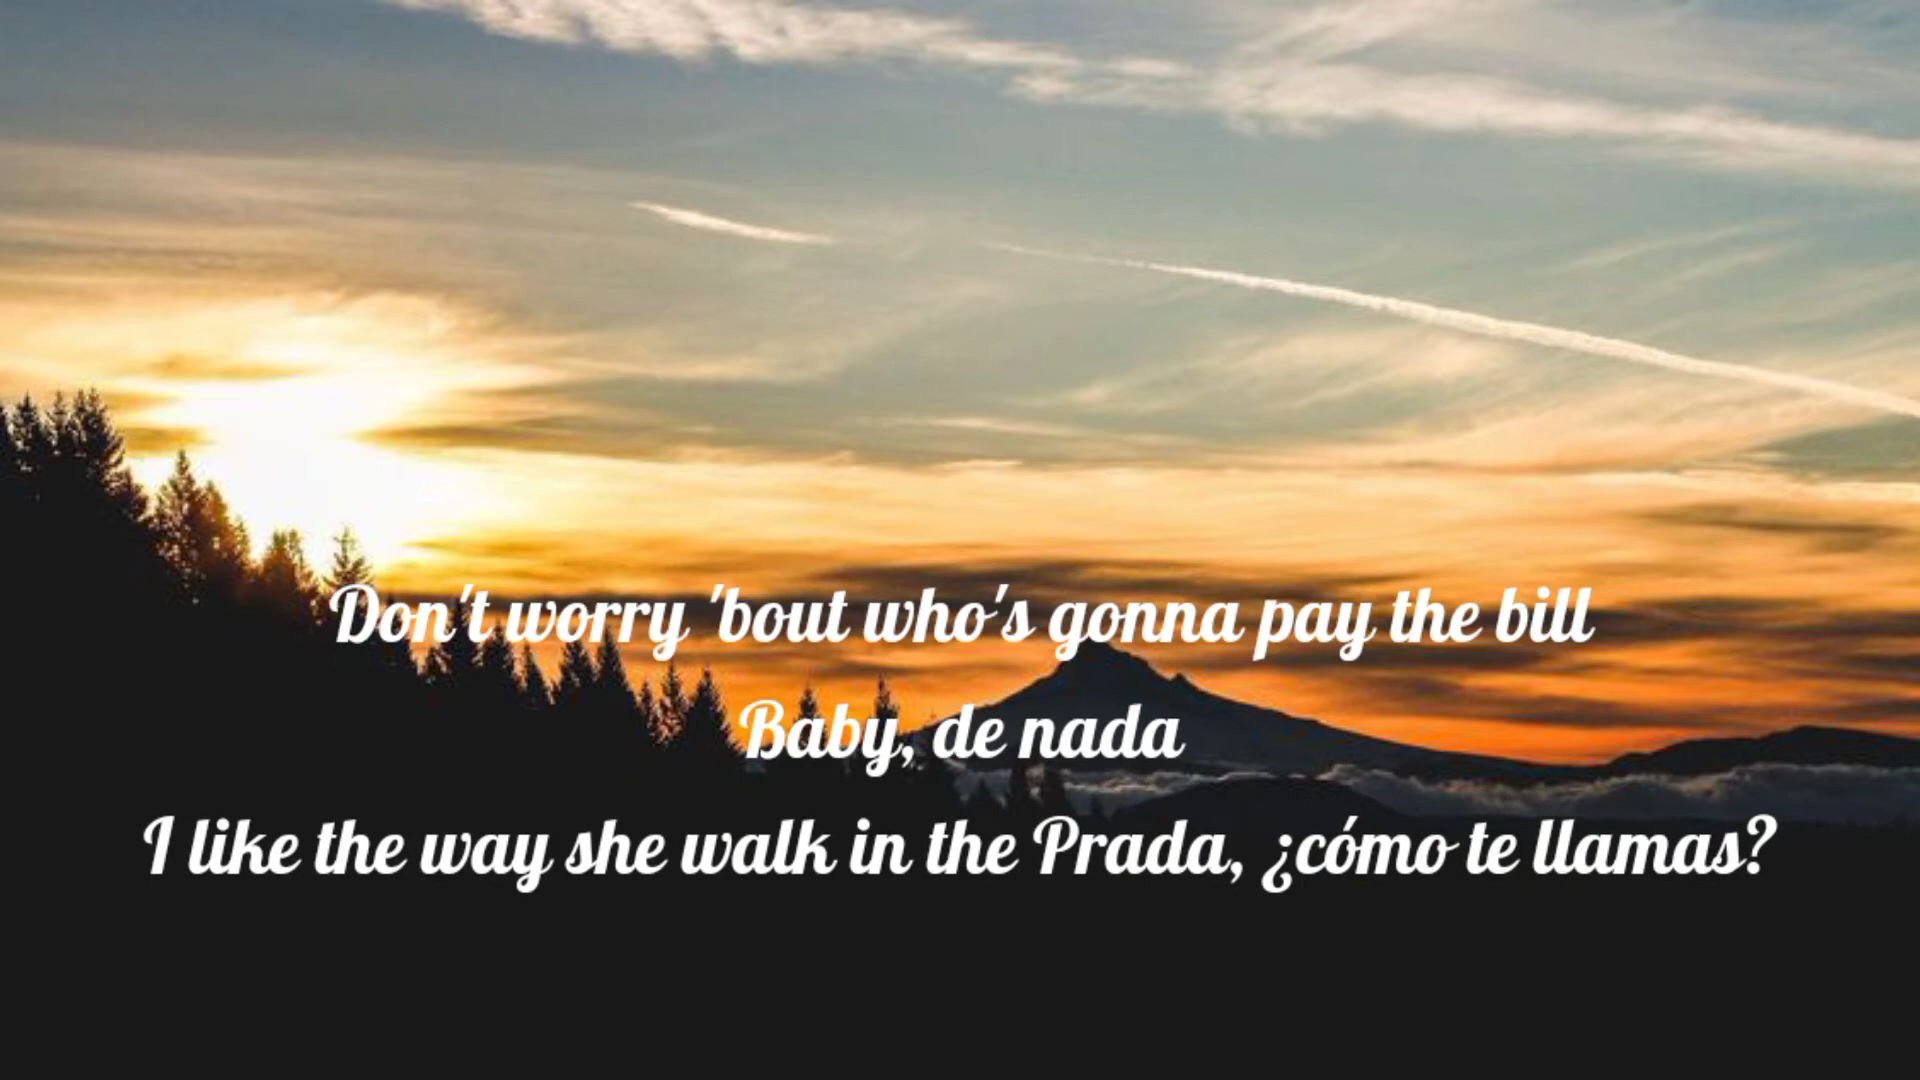 Don't worry 'bout who's gonna pay the bill
Baby, de nada
I like the way she walk in the Prada, ¿cómo te llamas?